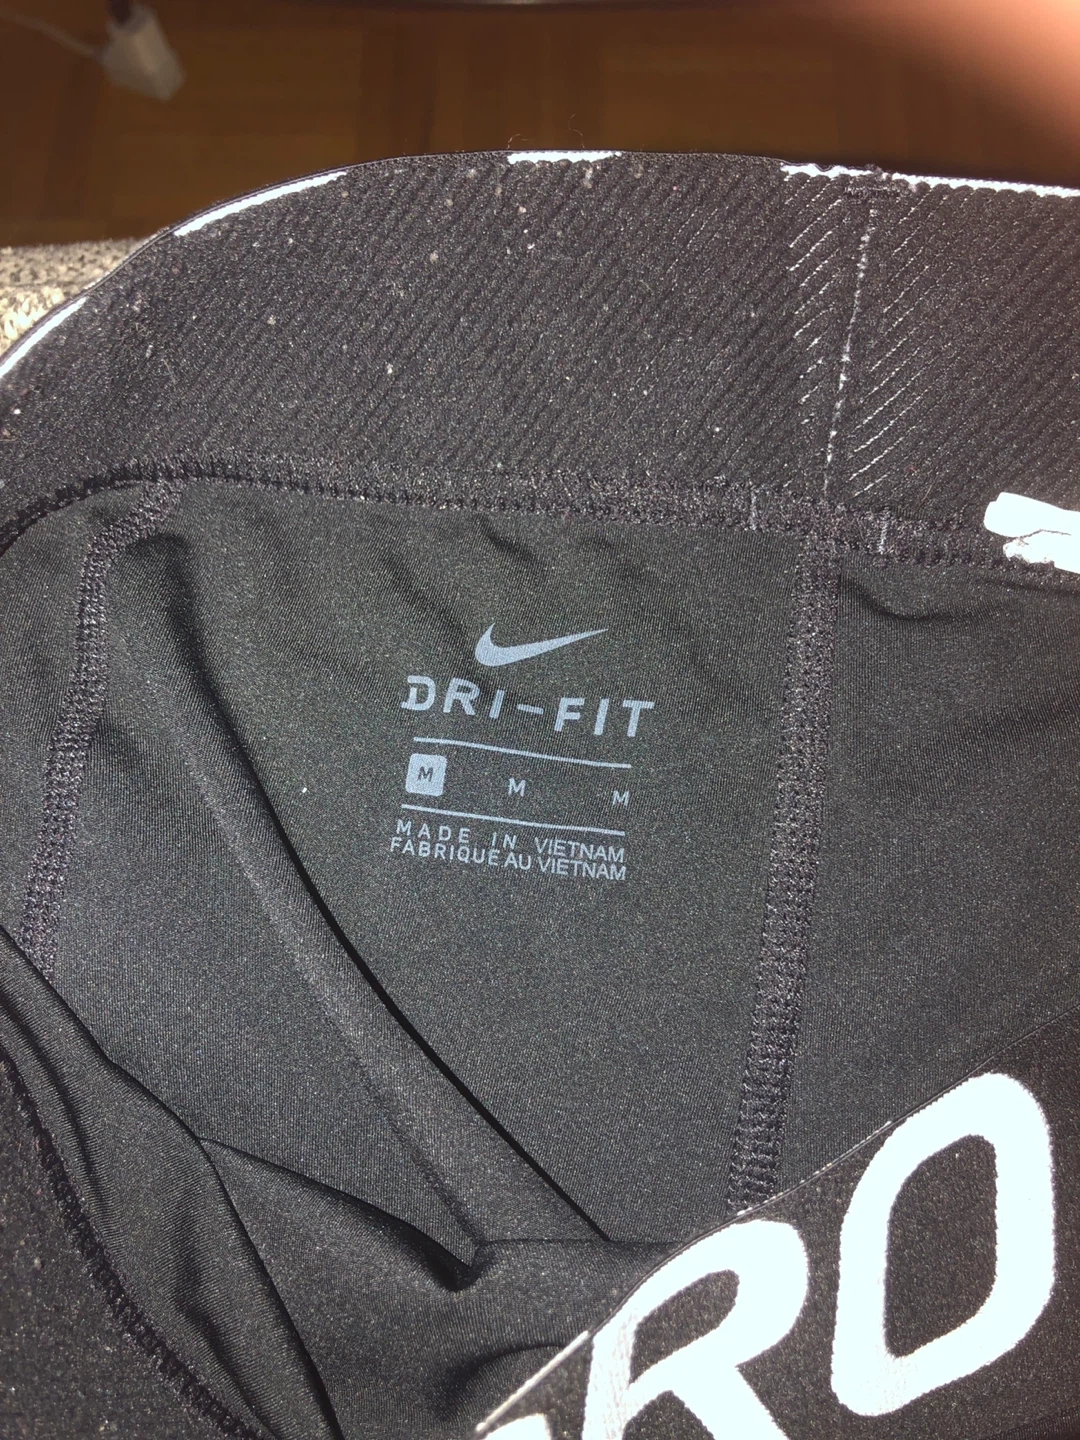 DRI-FIT
M M M
MADE IN VIETNAM
FABRIQUE AU VIETNAM
RO